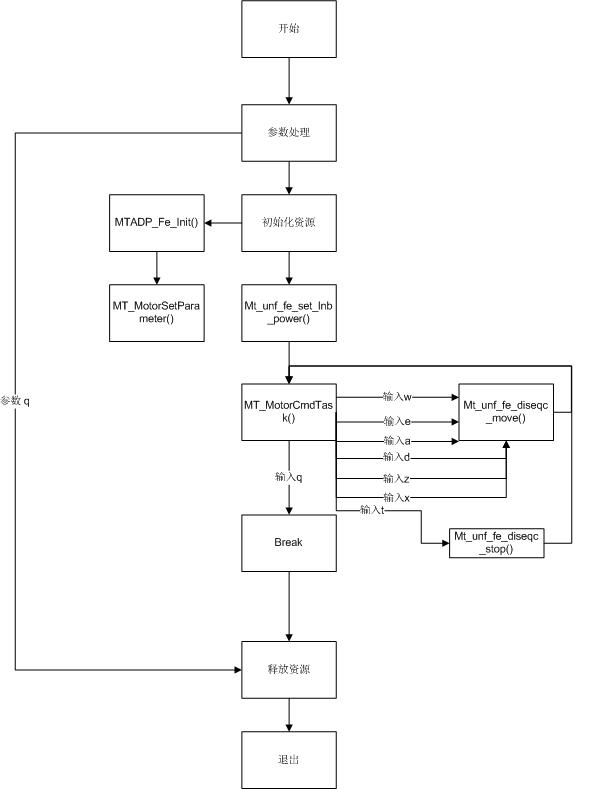 开始
参数处理
MTADP_Fe_Init()
初始化资源
MT_MotorSetPara
meter()
Mt_unf_fe_set_lnb
_power()
参数 q
MT_MotorCmdTas
k()
输入w
输入e
输入a
输入d
输入z
输入x
输入t
Mt_unf_fe_diseqc
_move()
输入q
Mt_unf_fe_diseqc
_stop()
Break
释放资源
退出